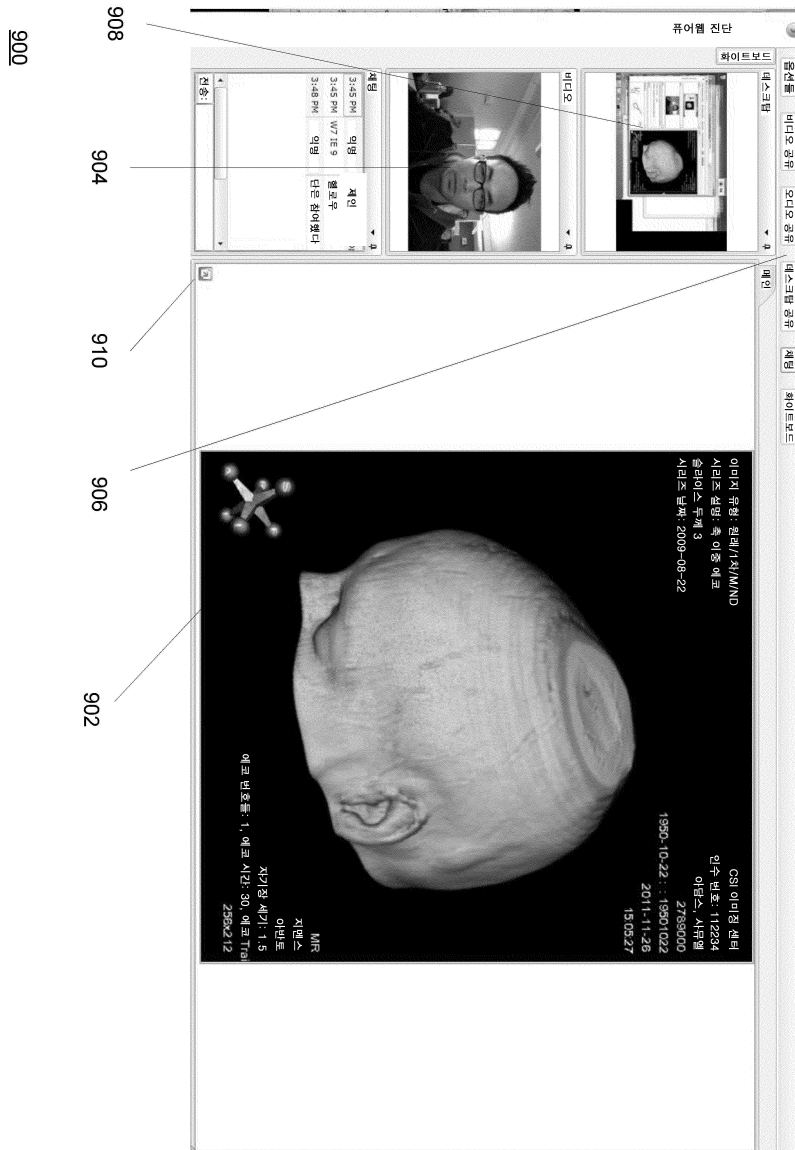 900
908
904
910
906
902
퓨어웹 진단
옵션들
비디오 공유
오디오 공유
데스크탑 공유
채팅
화이트보드
화이트보드
데스크탑
비디오
채팅
3:45 PM 익명 제인
3:45 PM W7 IE 9 헬로우
3:48 PM 익명 단은 참여했다
전송:
메인
이미지 유형: 원래/1차/M/ND
시리즈 설명: 축 이중 에코
슬라이스 두께 3
시리즈 날짜: 2009-08-22
CSI 이미징 센터
인수 번호: 112234
아담스, 사뮤엘
2789000
1950-10-22 : : 19501022
2011-11-26
15:05:27
MR
지멘스
아반토
자기장 세기: 1.5
에코 번호들: 1, 에코 시간: 30, 에코 Trai
256x212